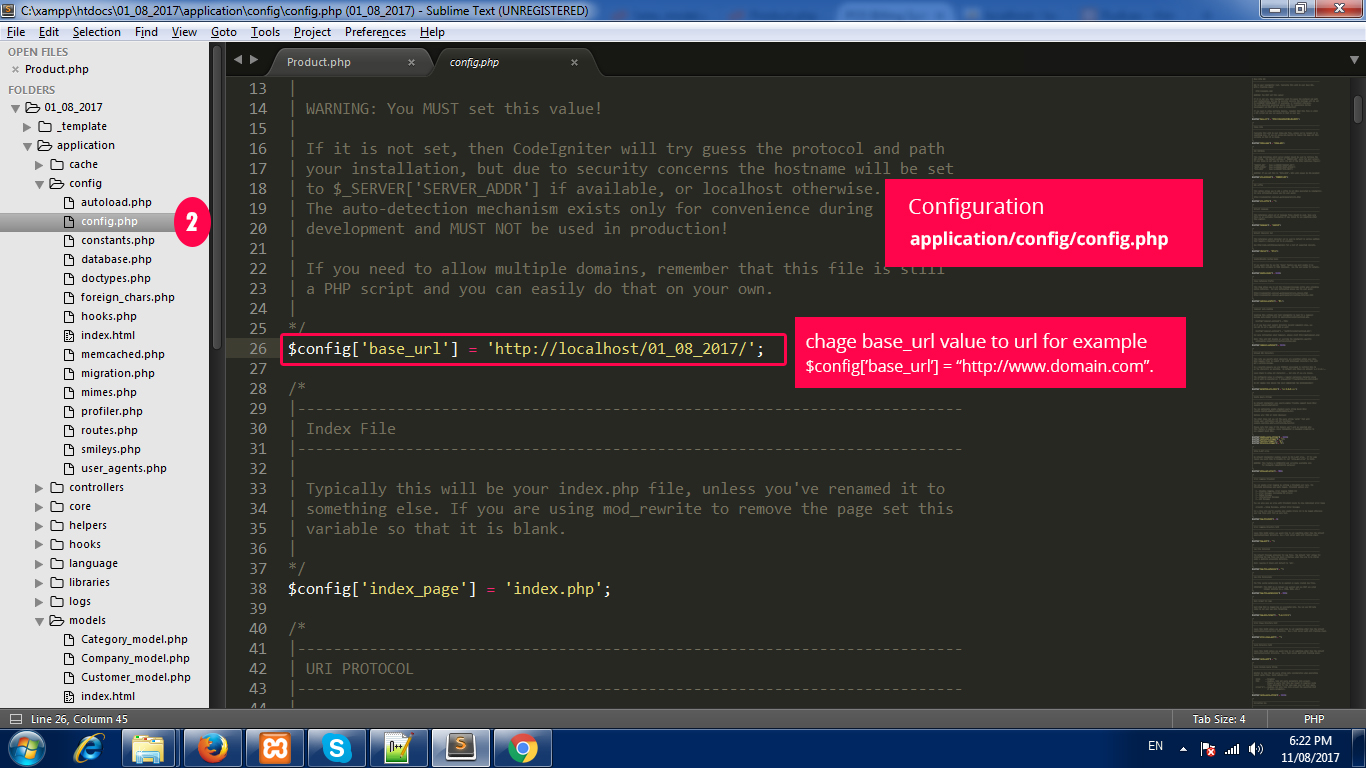 C:\xampp\htdocs\01_08_2017\application\config\config.php (01_08_2017) - Sublime Text (UNREGISTERED)
File Edit Selection Find View Goto Tools Project Preferences Help
OPEN FILES
× Product.php
FOLDERS
01_08_2017
_template
application
cache
config
autoload.php
config.php
2
constants.php
database.php
doctypes.php
foreign_chars.php
hooks.php
index.html
memcached.php
migration.php
mimes.php
profiler.php
routes.php
smileys.php
user_agents.php
controllers
core
helpers
hooks
language
libraries
logs
models
Category_model.php
Company_model.php
Customer_model.php
index.html
Product.php × config.php ×
13 |
14 | WARNING: You MUST set this value!
15 |
16 | If it is not set, then CodeIgniter will try guess the protocol and path
17 | your installation, but due to security concerns the hostname will be set
18 | to $_SERVER['SERVER_ADDR'] if available, or localhost otherwise.
19 | The auto-detection mechanism exists only for convenience during
20 | development and MUST NOT be used in production!
21 |
22 | If you need to allow multiple domains, remember that this file is still
23 | a PHP script and you can easily do that on your own.
24 |
25 */
26 $config['base_url'] = 'http://localhost/01_08_2017/';
27
28 /*
29 |--------------------------------------------------------------------------
30 | Index File
31 |--------------------------------------------------------------------------
32 |
33 | Typically this will be your index.php file, unless you've renamed it to
34 | something else. If you are using mod_rewrite to remove the page set this
35 | variable so that it is blank.
36 |
37 */
38 $config['index_page'] = 'index.php';
39
40 /*
41 |--------------------------------------------------------------------------
42 | URI PROTOCOL
43 |--------------------------------------------------------------------------
Configuration
application/config/config.php
chage base_url value to url for example
$config['base_url'] = “http://www.domain.com”.
Line 26, Column 45
Tab Size: 4 PHP
EN
6:22 PM
11/08/2017